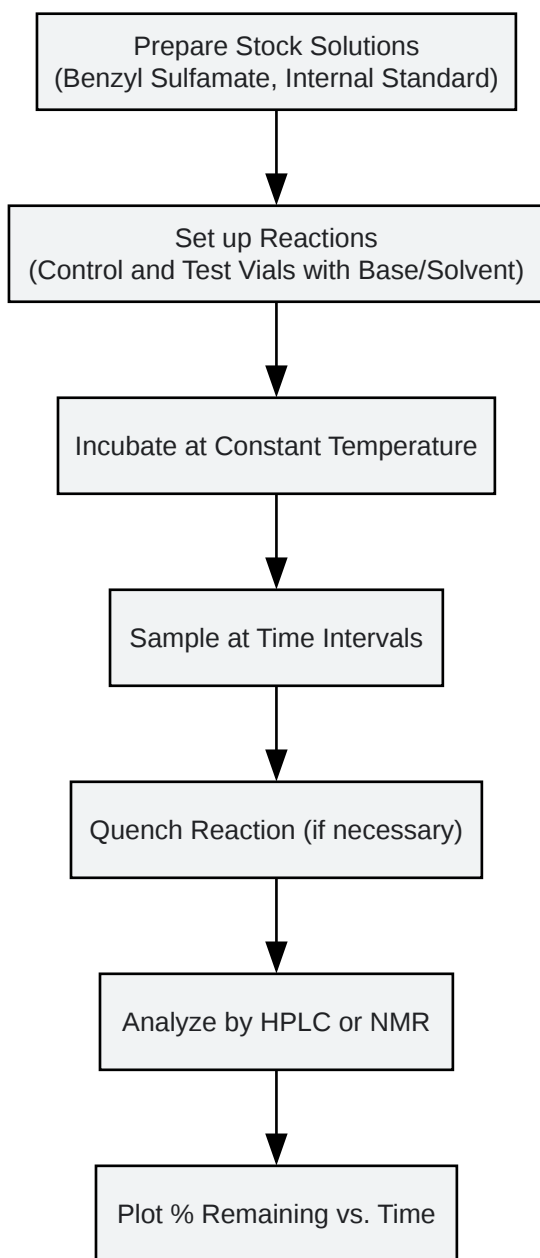 Prepare Stock Solutions
(Benzyl Sulfamate, Internal Standard)
Set up Reactions
(Control and Test Vials with Base/Solvent)
Incubate at Constant Temperature
Sample at Time Intervals
Quench Reaction (if necessary)
Analyze by HPLC or NMR
Plot % Remaining vs. Time